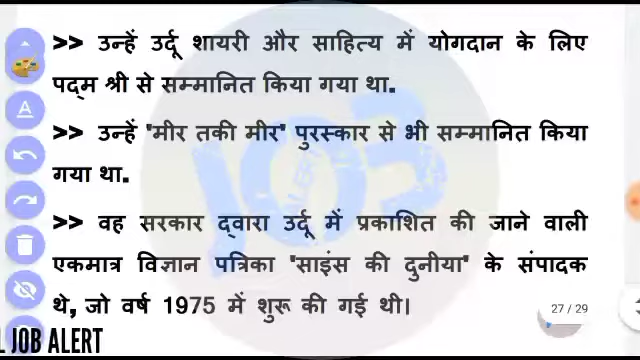 >> उन्हें उर्दू शायरी और साहित्य में योगदान के लिए
पद्म श्री से सम्मानित किया गया था.
>> उन्हें "मीर तकी मीर" पुरस्कार से भी सम्मानित किया
गया था.
>> वह सरकार द्वारा उर्दू में प्रकाशित की जाने वाली
एकमात्र विज्ञान पत्रिका "साइंस की दुनीया" के संपादक
थे, जो वर्ष 1975 में शुरू की गई थी।
27 / 29
L JOB ALERT
JOB